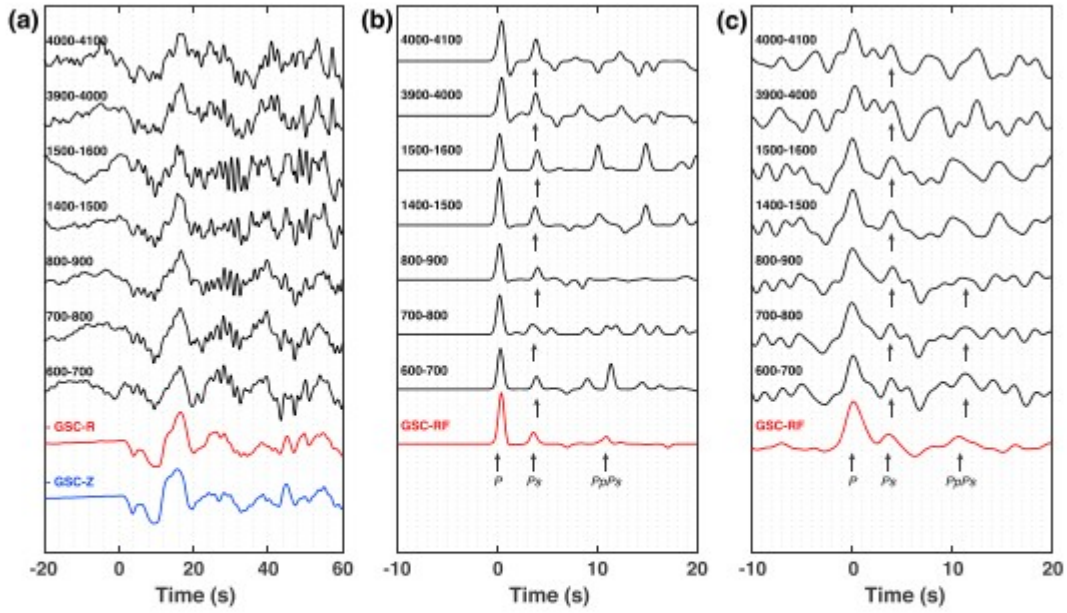 (a)
4000-4100
3900-4000
1500-1600
1400-1500
800-900
700-800
600-700
- GSC-R
- GSC-Z
-20 0 20 40 60
Time (s)
(b)
4000-4100
3900-4000
1500-1600
1400-1500
800-900
700-800
600-700
GSC-RF
P Ps PpPs
-10 0 10 20
Time (s)
(c)
4000-4100
3900-4000
1500-1600
1400-1500
800-900
700-800
600-700
GSC-RF
P Ps PpPs
-10 0 10 20
Time (s)